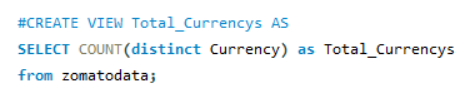 #CREATE VIEW Total_Currencys AS
SELECT COUNT(distinct Currency) as Total_Currencys
from zomatodata;